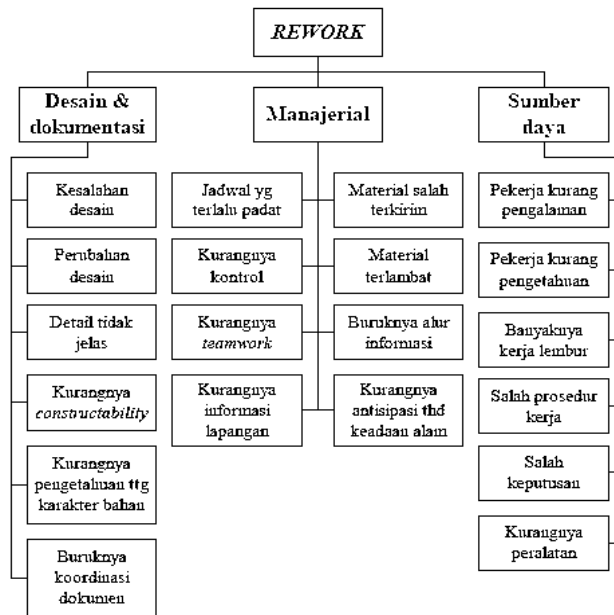 REWORK
Desain &
dokumentasi
Manajerial
Sumber
daya
Kesalahan
desain
Perubahan
desain
Detail tidak
jelas
Kurangnya
constructability
Kurangnya
pengetahuan ttg
karakter bahan
Buruknya
koordinasi
dokumen
Jadwal yg
terlalu padat
Kurangnya
kontrol
Kurangnya
teamwork
Kurangnya
informasi
lapangan
Material salah
terkirim
Material
terlambat
Buruknya alur
informasi
Kurangnya
antisipasi thd
keadaan alam
Pekerja kurang
pengalaman
Pekerja kurang
pengetahuan
Banyaknya
kerja lembur
Salah prosedur
kerja
Salah
keputusan
Kurangnya
peralatan